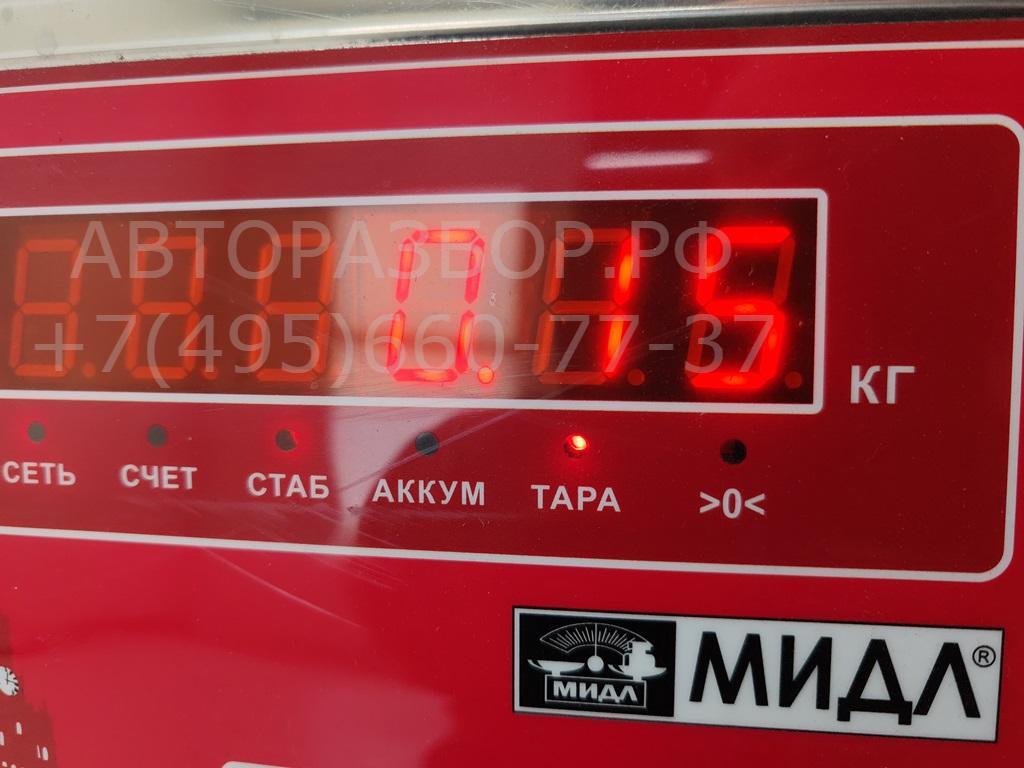 АВТОРАЗБОР.РФ
+7(495)660-77-37
0.15
КГ
СЕТЬ СЧЕТ СТАБ АККУМ ТАРА >0<
МИДЛ МИДЛ®